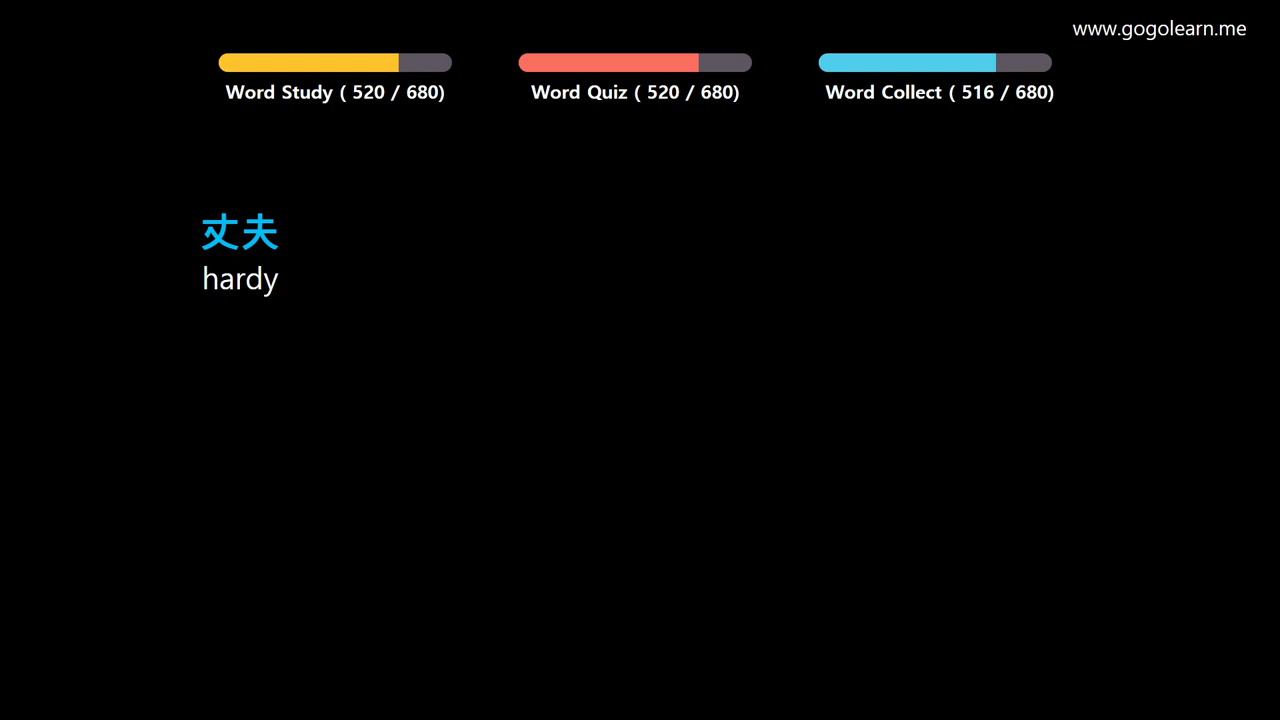 www.gogolearn.me
Word Study ( 520 / 680)
Word Quiz ( 520 / 680)
Word Collect ( 516 / 680)
丈夫
hardy